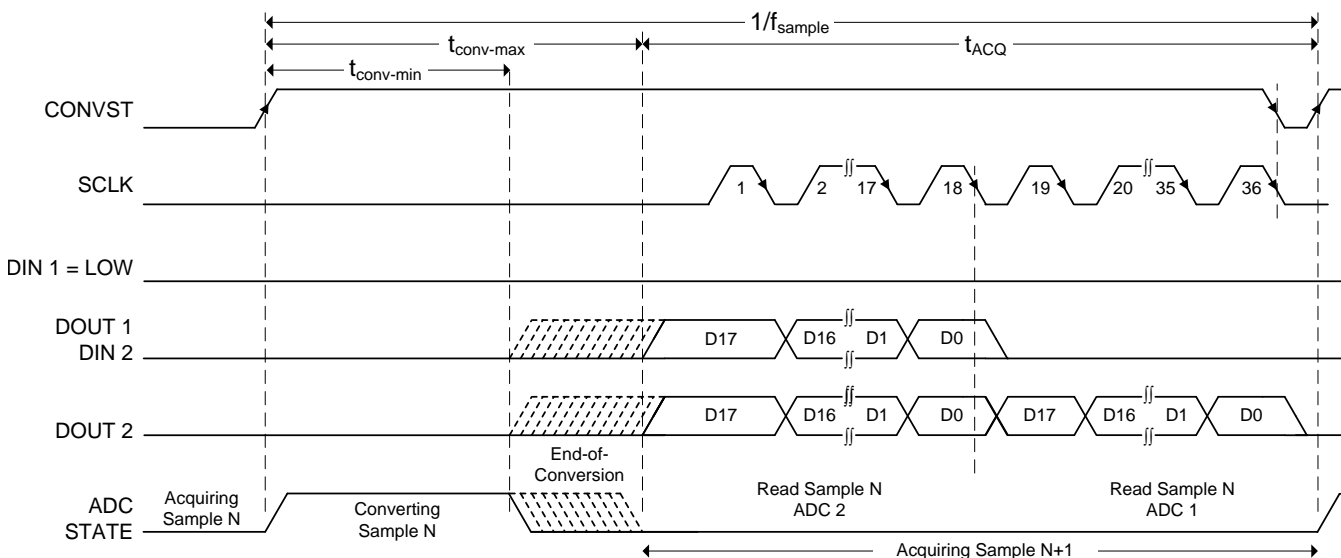 1/fsample
tconv-max
tACQ
tconv-min
CONVST
SCLK
1 2 17 18 19 20 35 36
DIN 1 = LOW
DOUT 1
DIN 2
D17 D16 D1 D0
DOUT 2
D17 D16 D1 D0 D17 D16 D1 D0
End-of-
Conversion
ADC
STATE
Acquiring
Sample N
Converting
Sample N
Read Sample N
ADC 2
Read Sample N
ADC 1
Acquiring Sample N+1